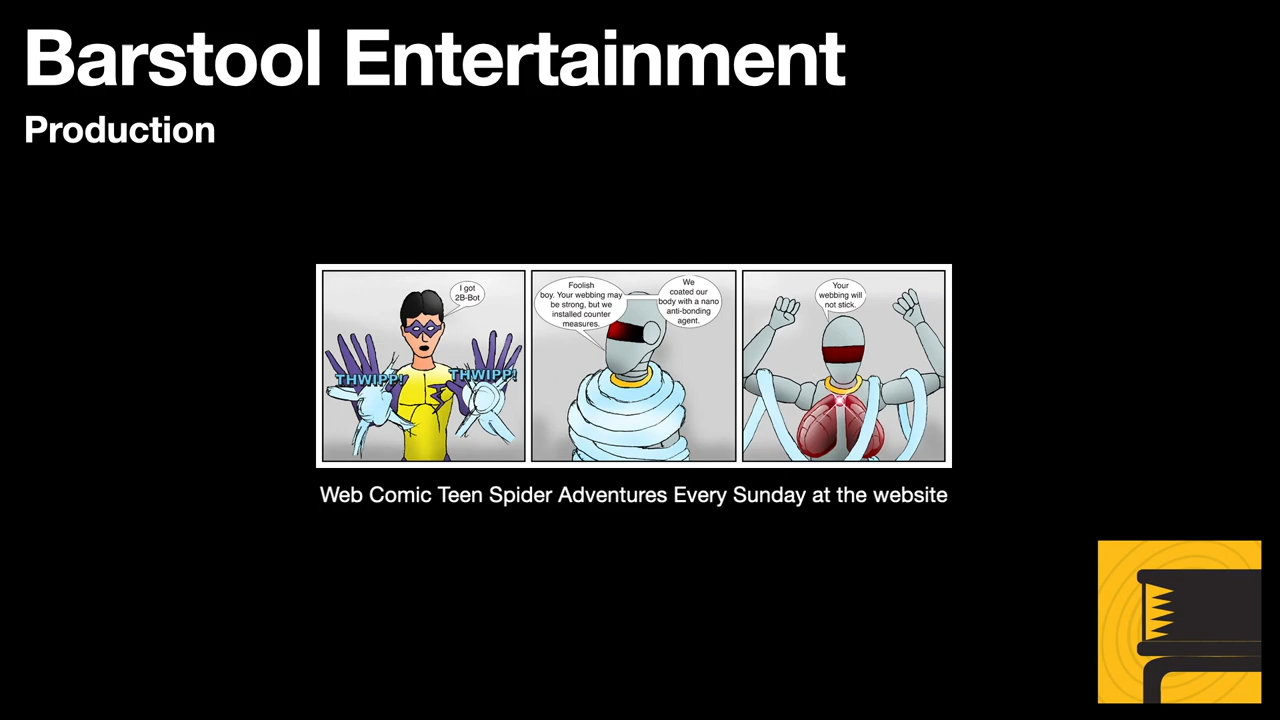 Barstool Entertainment
Production
I got
2B-Bot
THWIPP!
THWIPP!
Foolish
boy. Your webbing may
be strong, but we
installed counter
measures.
We
coated our
body with a nano
anti-bonding
agent.
Your
webbing will
not stick.
Web Comic Teen Spider Adventures Every Sunday at the website